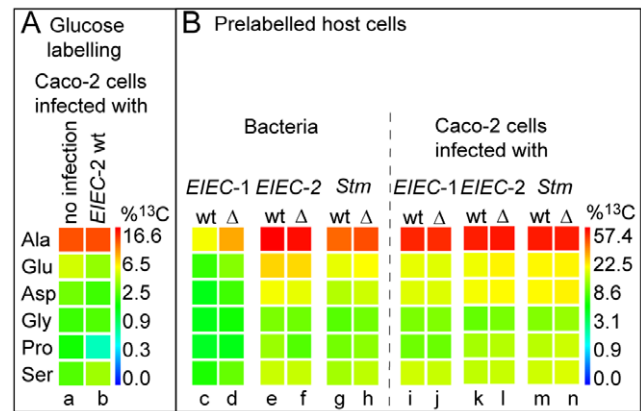 A Glucose
labelling
Caco-2 cells
infected with
no infection
EIEC-2 wt
%13C
16.6
6.5
2.5
0.9
0.3
0.0
Ala
Glu
Asp
Gly
Pro
Ser
a b
B Prelabelled host cells
Bacteria
Caco-2 cells
infected with
EIEC-1 EIEC-2 Stm EIEC-1 EIEC-2 Stm
wt Δ wt Δ wt Δ wt Δ wt Δ wt Δ
%13C
57.4
22.5
8.6
3.1
0.9
0.0
c d e f g h i j k l m n